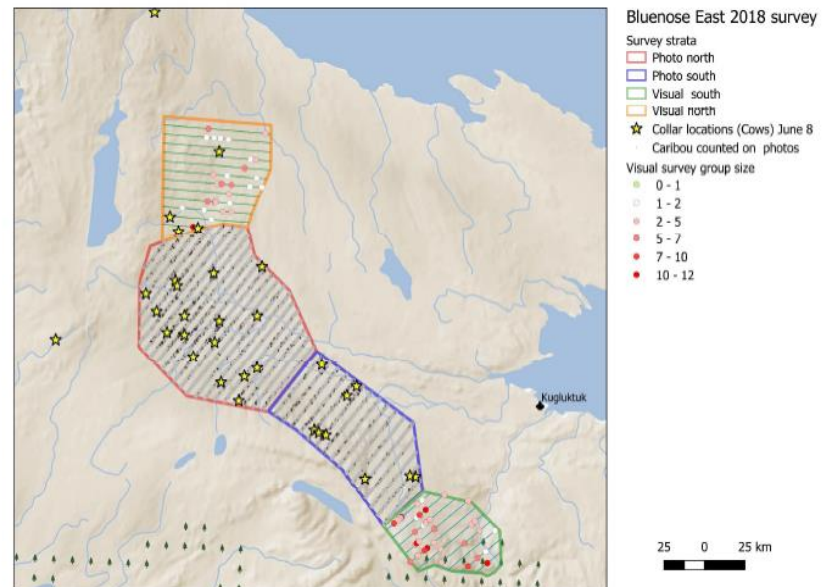 Bluenose East 2018 survey
Survey strata
Photo north
Photo south
Visual south
Visual north
Collar locations (Cows) June 8
Caribou counted on photos
Visual survey group size
0 - 1
1 - 2
2 - 5
5 - 7
7 - 10
10 - 12
Kugluktuk
25 0 25 km